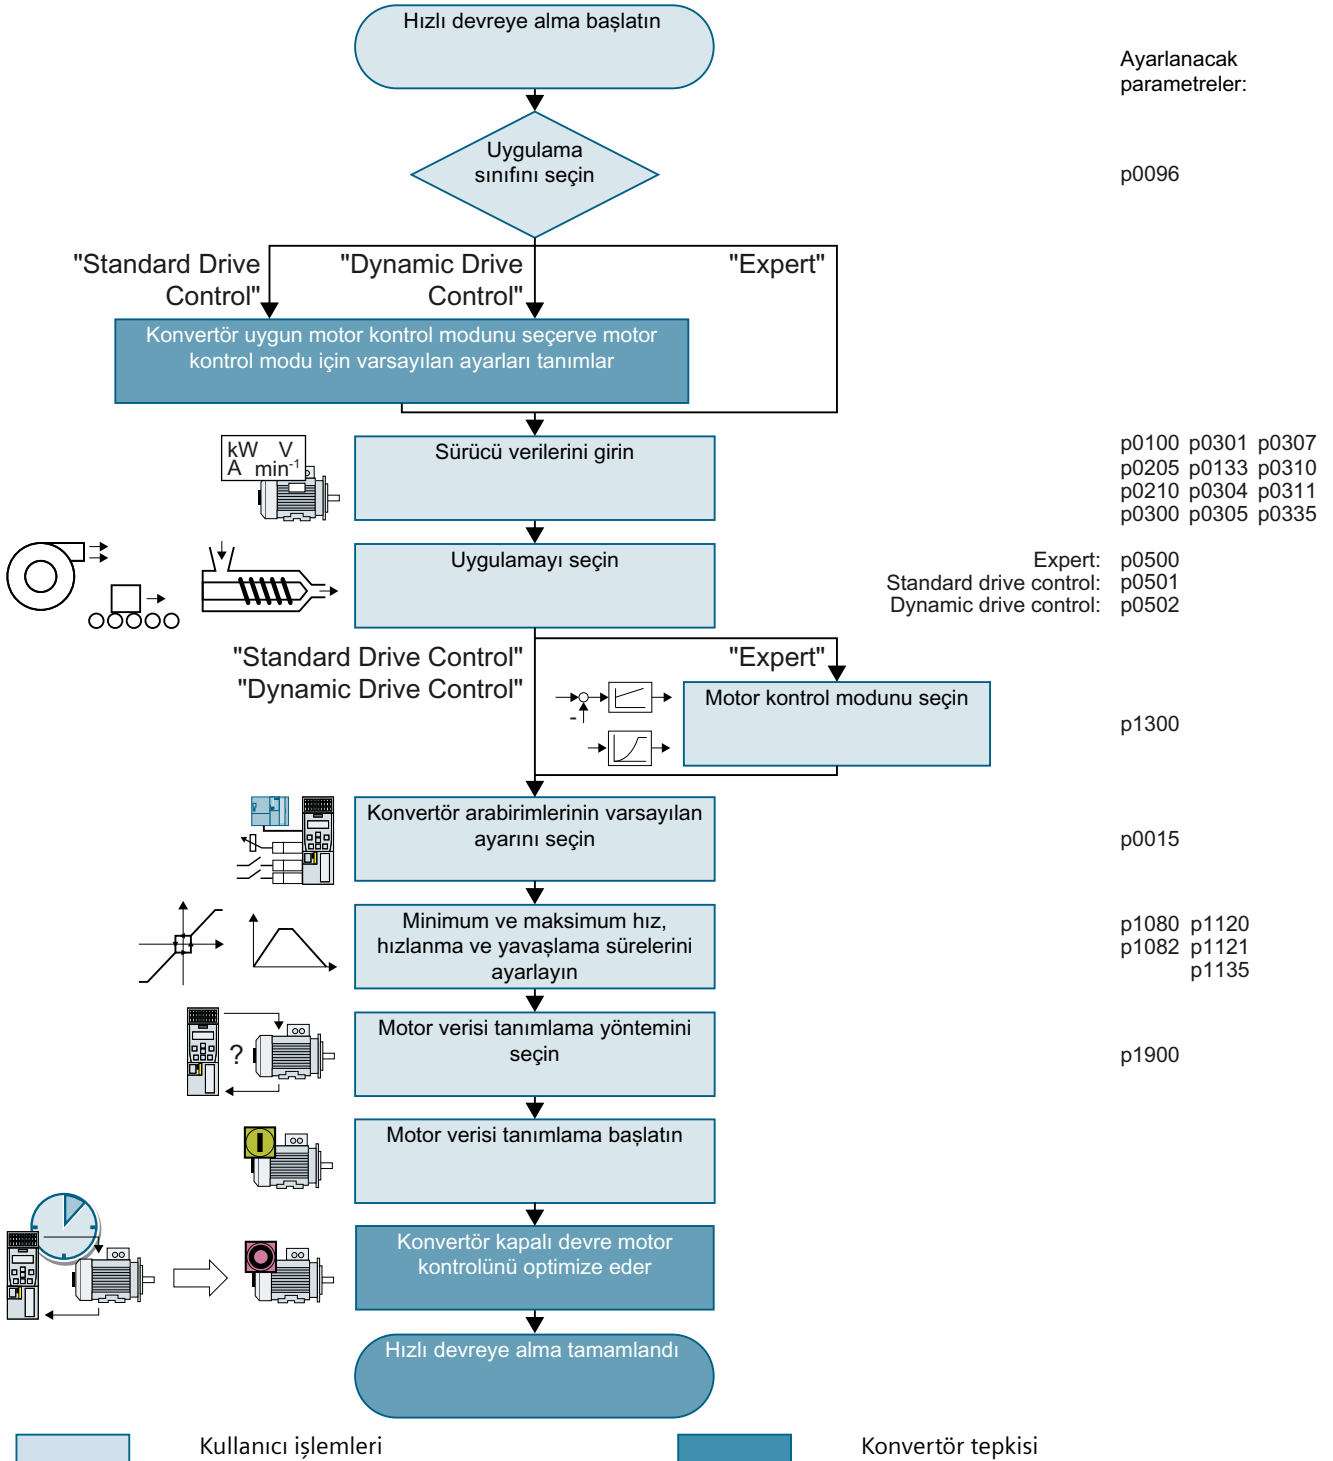 Hızlı devreye alma başlatın
Ayarlanacak
parametreler:
Uygulama
sınıfını seçin
p0096
"Standard Drive
Control"
"Dynamic Drive
Control"
"Expert"
Konvertör uygun motor kontrol modunu seçerve motor
kontrol modu için varsayılan ayarları tanımlar
kW V
A min-1
Sürücü verilerini girin
p0100 p0301 p0307
p0205 p0133 p0310
p0210 p0304 p0311
p0300 p0305 p0335
Uygulamayı seçin
Expert: p0500
Standard drive control: p0501
Dynamic drive control: p0502
"Standard Drive Control"
"Dynamic Drive Control"
"Expert"
Motor kontrol modunu seçin
-
p1300
Konvertör arabirimlerinin varsayılan
ayarını seçin
p0015
Minimum ve maksimum hız,
hızlanma ve yavaşlama sürelerini
ayarlayın
p1080 p1120
p1082 p1121
p1135
?
Motor verisi tanımlama yöntemini
seçin
p1900
Motor verisi tanımlama başlatın
Konvertör kapalı devre motor
kontrolünü optimize eder
Hızlı devreye alma tamamlandı
Kullanıcı işlemleri
Konvertör tepkisi